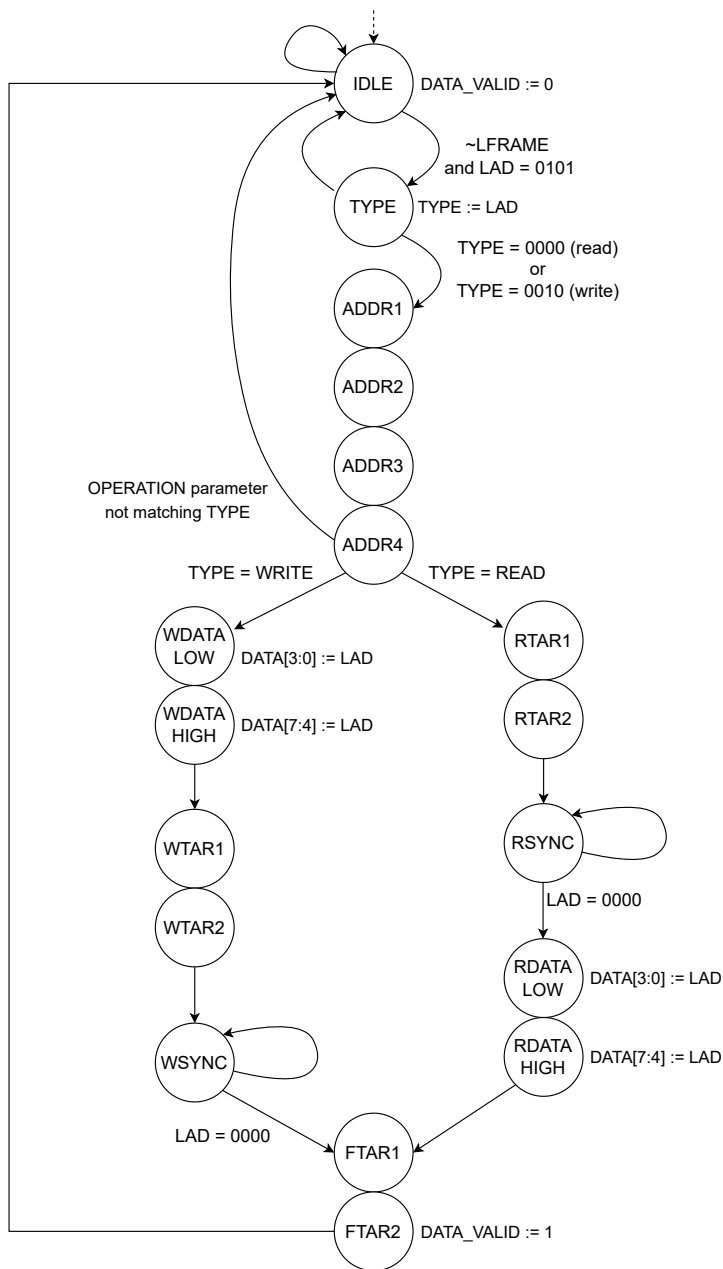 IDLE
DATA_VALID := 0
~LFRAME
and LAD = 0101
TYPE
TYPE := LAD
TYPE = 0000 (read)
or
TYPE = 0010 (write)
ADDR1
ADDR2
ADDR3
OPERATION parameter
not matching TYPE
ADDR4
TYPE = WRITE
TYPE = READ
WDATA
LOW
DATA[3:0] := LAD
RTAR1
WDATA
HIGH
DATA[7:4] := LAD
RTAR2
WTAR1
RSYNC
LAD = 0000
WTAR2
RDATA
LOW
DATA[3:0] := LAD
WSYNC
RDATA
HIGH
DATA[7:4] := LAD
LAD = 0000
FTAR1
FTAR2
DATA_VALID := 1